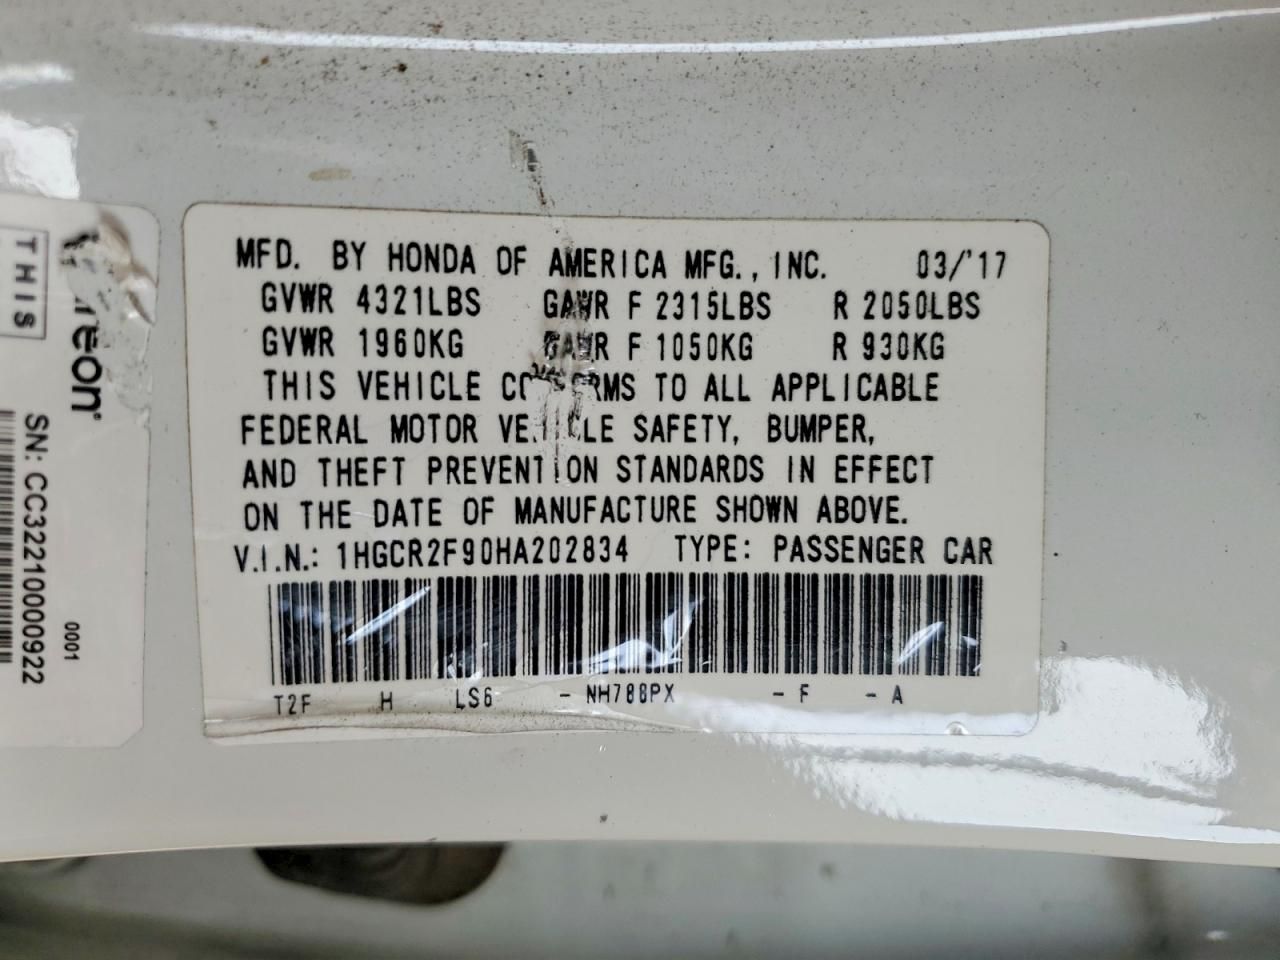 MFD. BY HONDA OF AMERICA MFG., INC. 03/'17
GVWR 4321LBS GAWR F 2315LBS R 2050LBS
GVWR 1960KG GAWR F 1050KG R 930KG
THIS VEHICLE CONFORMS TO ALL APPLICABLE
FEDERAL MOTOR VEHICLE SAFETY, BUMPER,
AND THEFT PREVENTION STANDARDS IN EFFECT
ON THE DATE OF MANUFACTURE SHOWN ABOVE.
V.I.N.: 1HGCR2F90HA202834 TYPE: PASSENGER CAR
T2F H LS6 - NH788PX - F - A
THIS
SN: CC32210000922
0001